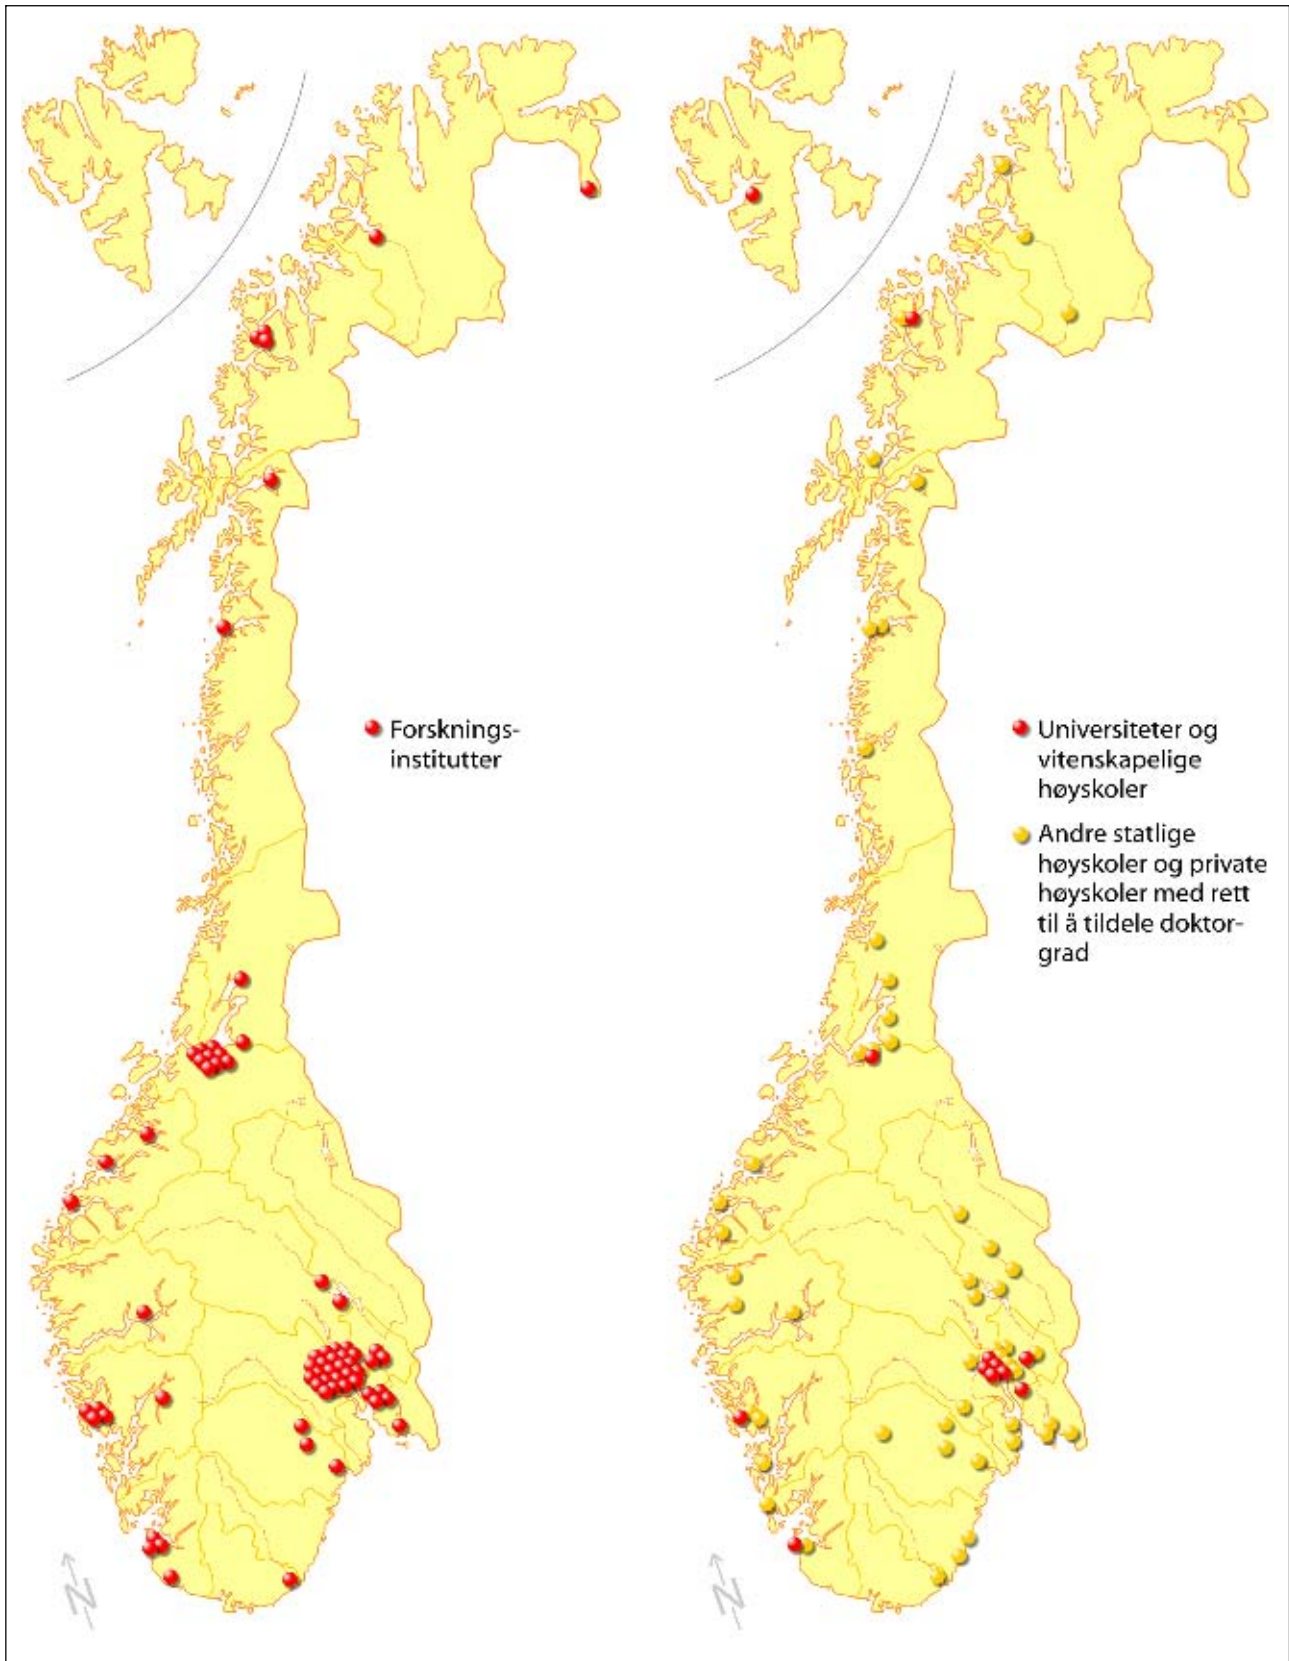 Forsknings-
institutter
Universiteter og
vitenskapelige
høyskoler
Andre statlige
høyskoler og private
høyskoler med rett
til å tildele doktor-
grad
N
N